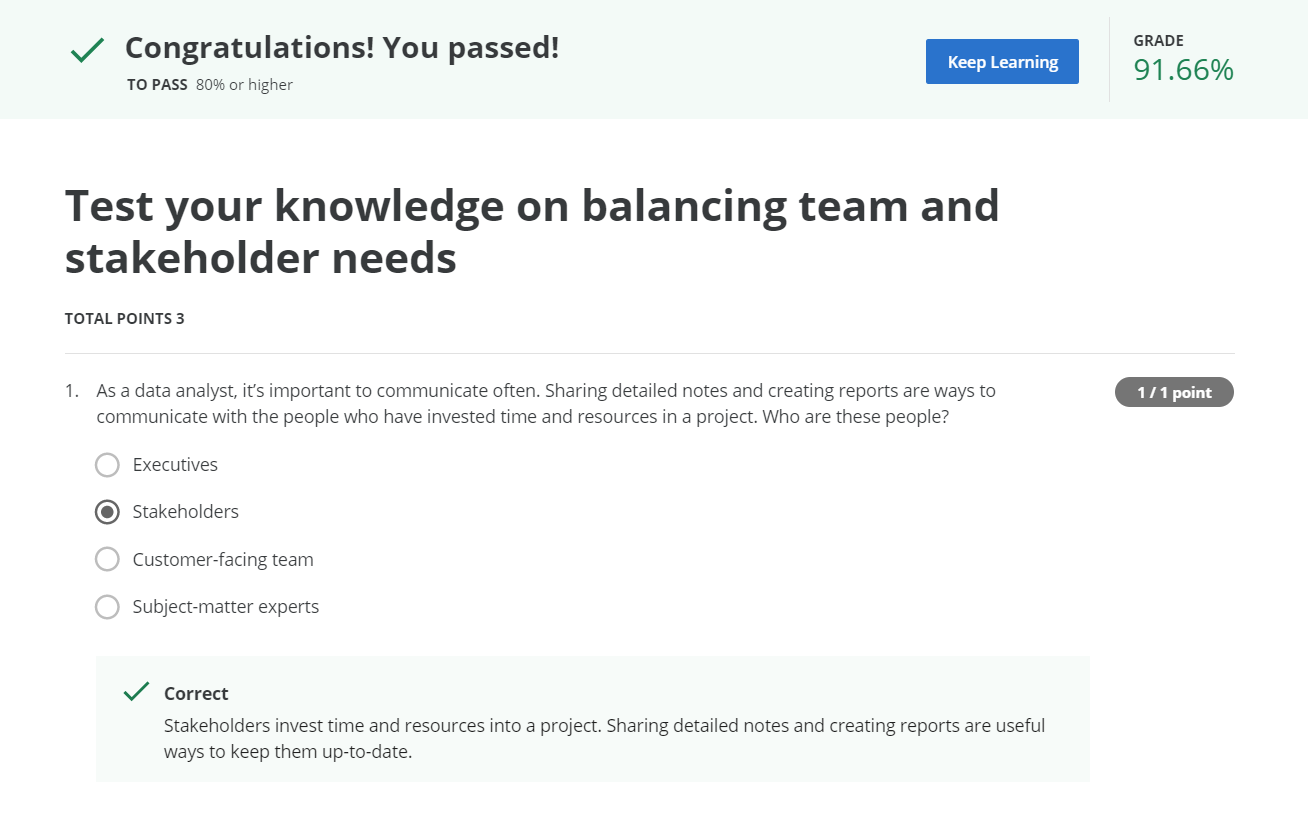 Congratulations! You passed!
TO PASS 80% or higher
Keep Learning
GRADE
91.66%
Test your knowledge on balancing team and
stakeholder needs
TOTAL POINTS 3
1. As a data analyst, it’s important to communicate often. Sharing detailed notes and creating reports are ways to
communicate with the people who have invested time and resources in a project. Who are these people?
1 / 1 point
Executives
Stakeholders
Customer-facing team
Subject-matter experts
Correct
Stakeholders invest time and resources into a project. Sharing detailed notes and creating reports are useful
ways to keep them up-to-date.